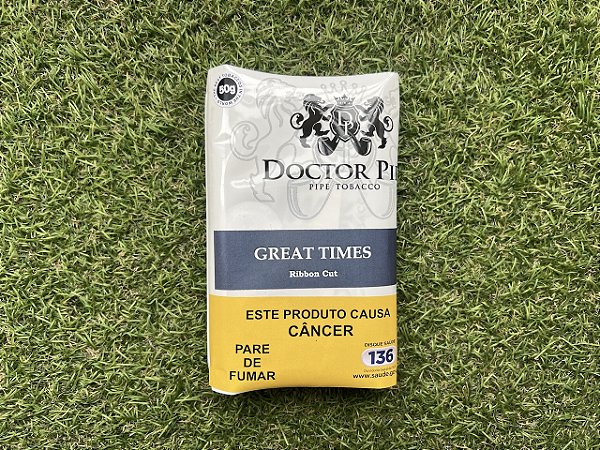 50g
DOCTOR PI
PIPE TOBACCO
GREAT TIMES
Ribbon Cut
ESTE PRODUTO CAUSA
CÂNCER
PARE
DE
FUMAR
DISQUE SAÚDE
136
www.saude.go